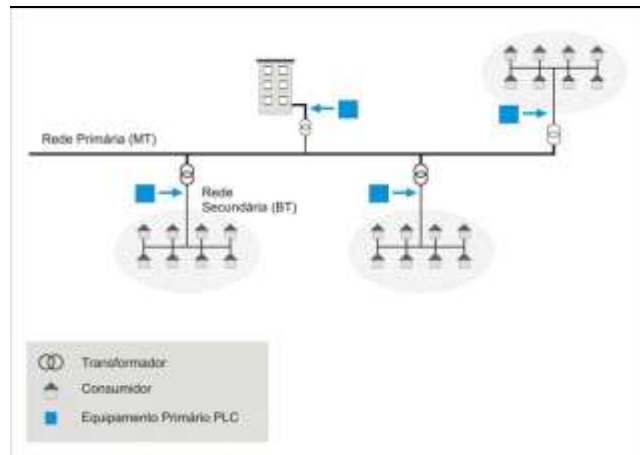 Rede Primária (MT)
Rede
Secundária (BT)
Transformador
Consumidor
Equipamento Primário PLC